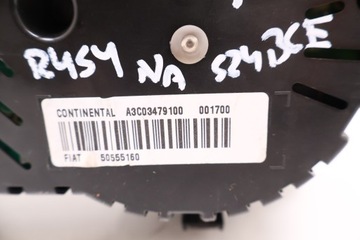 RYSY NA SZYBCE
CONTINENTAL A3C03479100 001700
FIAT 50555160